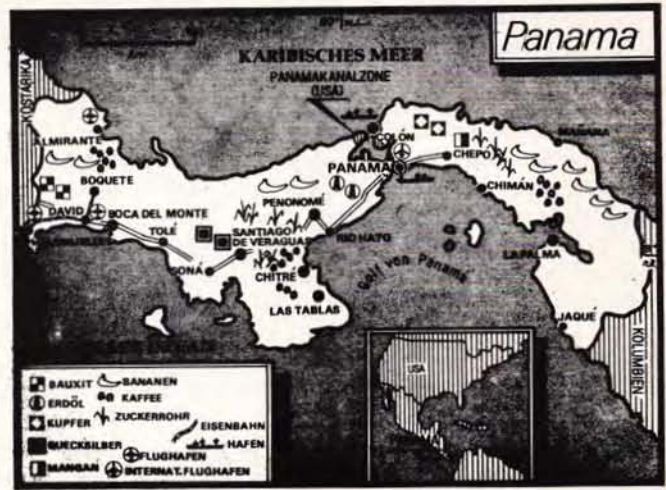 Panama
KARIBISCHES MEER
PANAMAKANALZONE
(USA)
KOSTARIKA
ALMIRANTE
COLÓN
MAÑANA
CHEPO
PANAMA
BOQUETE
CHIMÁN
PENONOMÉ
DAVID
BOCA DEL MONTE
TOLÉ
SANTIAGO
DE VERAGUAS
RIO HATO
LA PALMA
SONÁ
CHITRÉ
Golf von Panama
LAS TABLAS
JAQUÉ
KOLUMBIEN
USA
BAUXIT
BANANEN
ERDÖL
KAFFEE
KUPFER
ZUCKERROHR
EISENBAHN
QUECKSILBER
HAFEN
FLUGHAFEN
MANGAN
INTERNAT. FLUGHAFEN